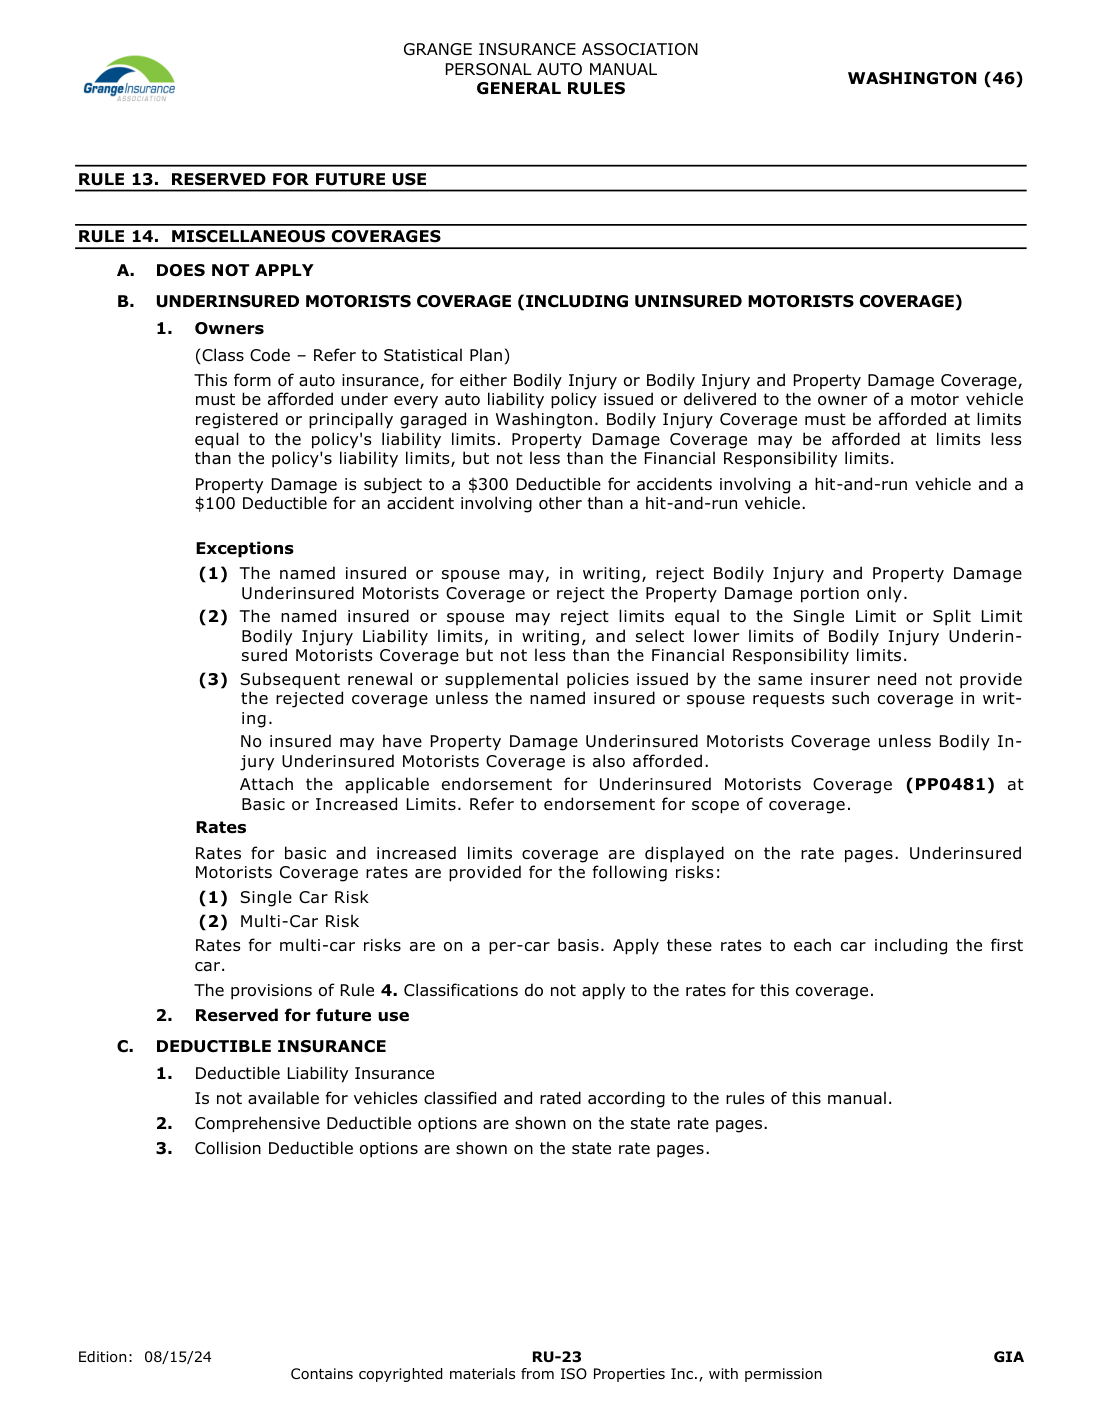 GRANGE INSURANCE ASSOCIATION
PERSONAL AUTO MANUAL
GENERAL RULES
WASHINGTON (46)
GrangeInsurance
ASSOCIATION
RULE 13. RESERVED FOR FUTURE USE
RULE 14. MISCELLANEOUS COVERAGES
A. DOES NOT APPLY
B. UNDERINSURED MOTORISTS COVERAGE (INCLUDING UNINSURED MOTORISTS COVERAGE)
1. Owners
(Class Code – Refer to Statistical Plan)
This form of auto insurance, for either Bodily Injury or Bodily Injury and Property Damage Coverage,
must be afforded under every auto liability policy issued or delivered to the owner of a motor vehicle
registered or principally garaged in Washington. Bodily Injury Coverage must be afforded at limits
equal to the policy's liability limits. Property Damage Coverage may be afforded at limits less
than the policy's liability limits, but not less than the Financial Responsibility limits.
Property Damage is subject to a $300 Deductible for accidents involving a hit-and-run vehicle and a
$100 Deductible for an accident involving other than a hit-and-run vehicle.
Exceptions
(1) The named insured or spouse may, in writing, reject Bodily Injury and Property Damage
Underinsured Motorists Coverage or reject the Property Damage portion only.
(2) The named insured or spouse may reject limits equal to the Single Limit or Split Limit
Bodily Injury Liability limits, in writing, and select lower limits of Bodily Injury Underin-
sured Motorists Coverage but not less than the Financial Responsibility limits.
(3) Subsequent renewal or supplemental policies issued by the same insurer need not provide
the rejected coverage unless the named insured or spouse requests such coverage in writ-
ing.
No insured may have Property Damage Underinsured Motorists Coverage unless Bodily In-
jury Underinsured Motorists Coverage is also afforded.
Attach the applicable endorsement for Underinsured Motorists Coverage (PP0481) at
Basic or Increased Limits. Refer to endorsement for scope of coverage.
Rates
Rates for basic and increased limits coverage are displayed on the rate pages. Underinsured
Motorists Coverage rates are provided for the following risks:
(1) Single Car Risk
(2) Multi-Car Risk
Rates for multi-car risks are on a per-car basis. Apply these rates to each car including the first
car.
The provisions of Rule 4. Classifications do not apply to the rates for this coverage.
2. Reserved for future use
C. DEDUCTIBLE INSURANCE
1. Deductible Liability Insurance
Is not available for vehicles classified and rated according to the rules of this manual.
2. Comprehensive Deductible options are shown on the state rate pages.
3. Collision Deductible options are shown on the state rate pages.
Edition: 08/15/24
RU-23
GIA
Contains copyrighted materials from ISO Properties Inc., with permission